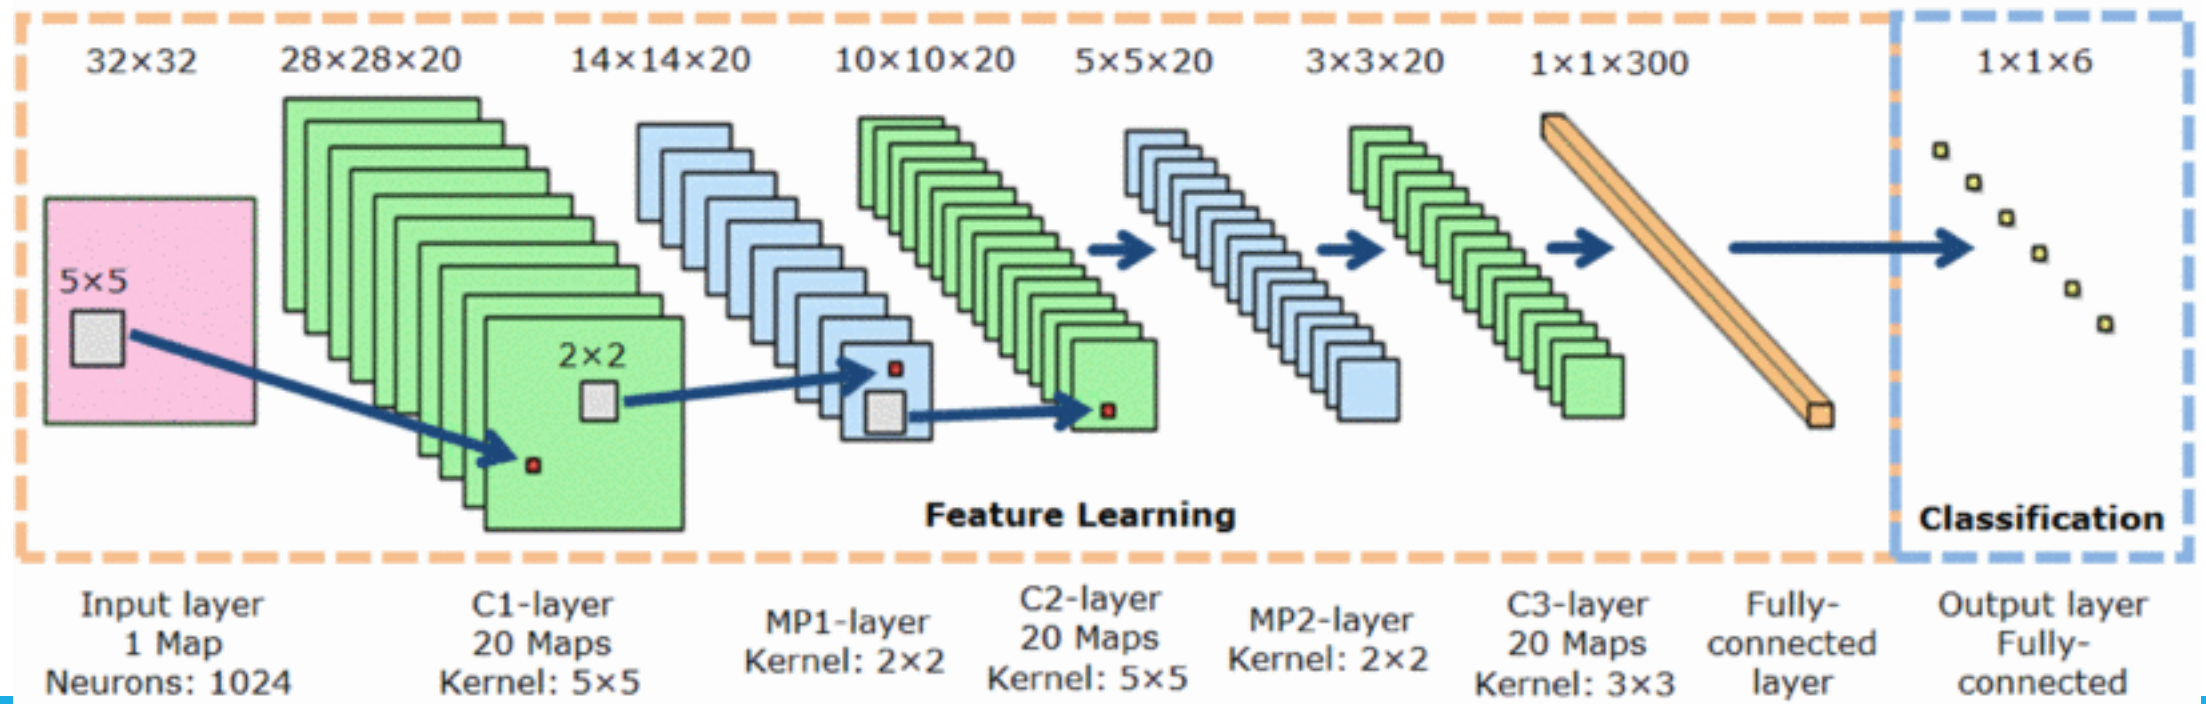 32×32
28×28×20
14×14×20
10×10×20
5×5×20
3×3×20
1×1×300
1×1×6
5×5
2×2
Feature Learning
Classification
Input layer
1 Map
Neurons: 1024
C1-layer
20 Maps
Kernel: 5×5
MP1-layer
Kernel: 2×2
C2-layer
20 Maps
Kernel: 5×5
MP2-layer
Kernel: 2×2
C3-layer
20 Maps
Kernel: 3×3
Fully-
connected
layer
Output layer
Fully-
connected